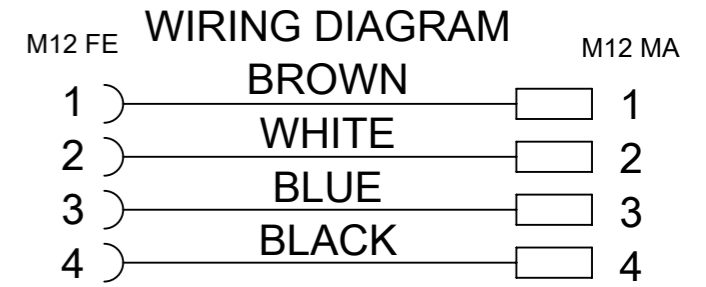 WIRING DIAGRAM
M12 FE M12 MA
BROWN
1 1
WHITE
2 2
BLUE
3 3
BLACK
4 4